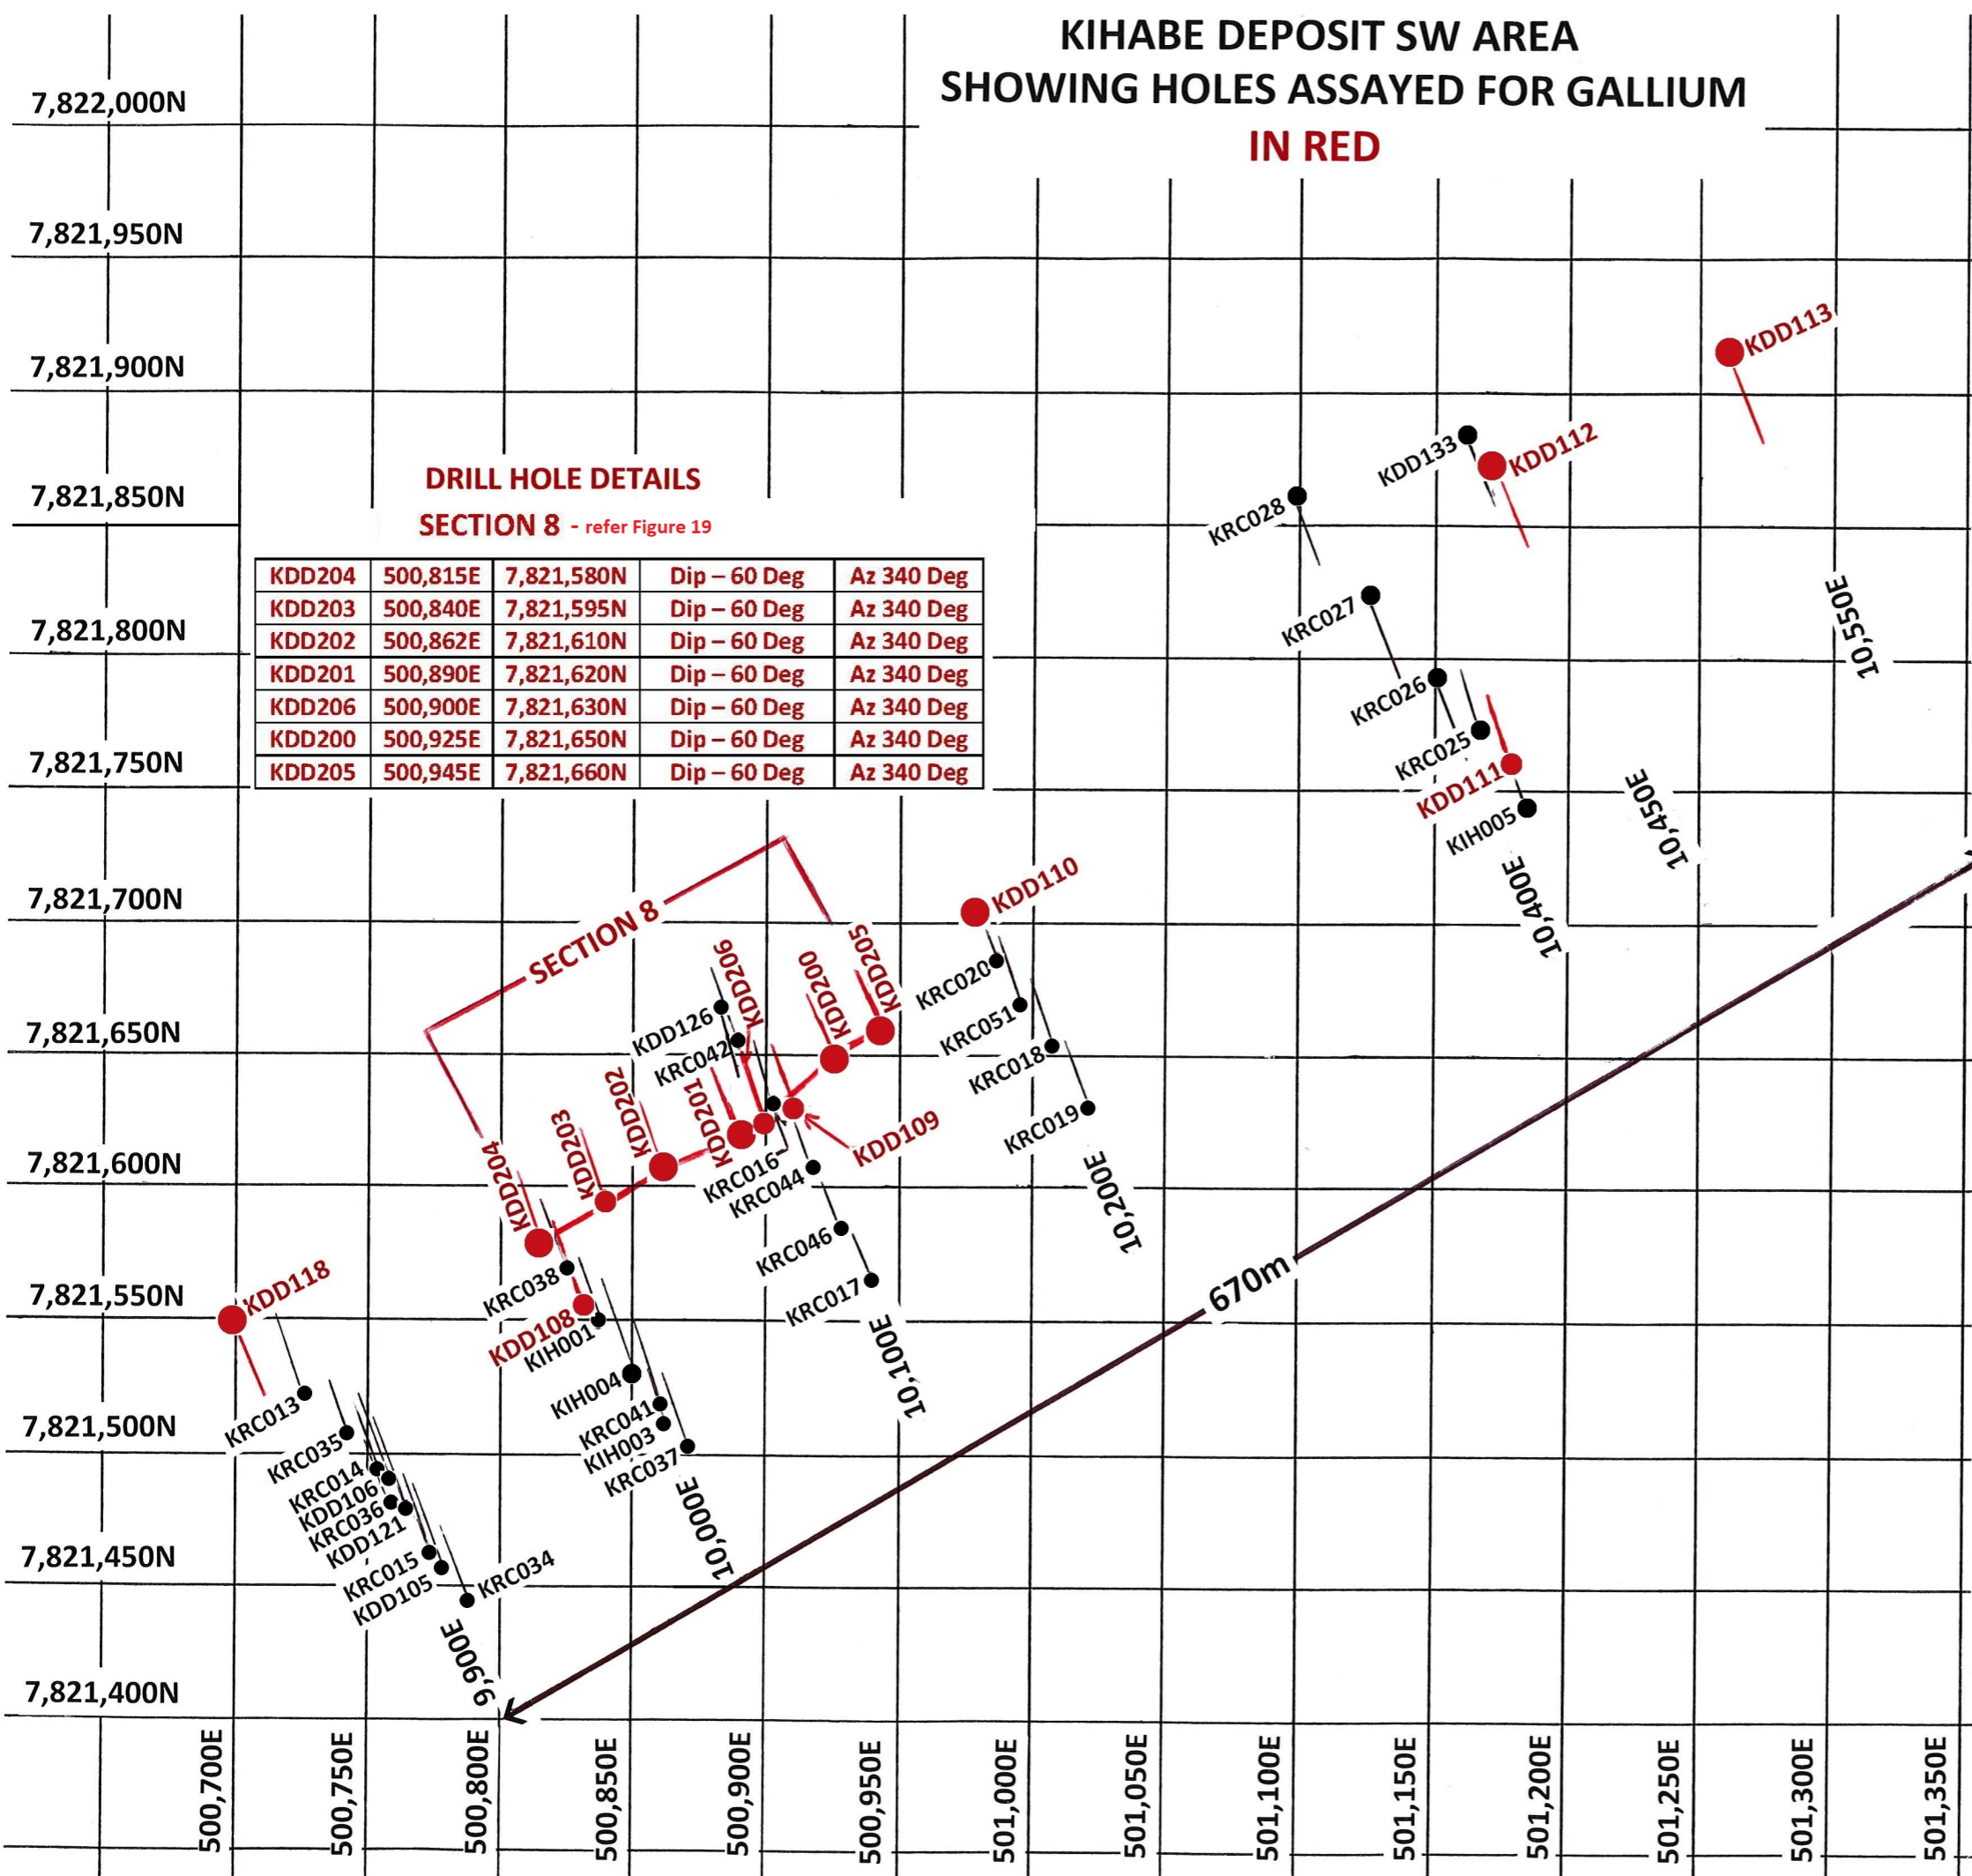 KIHABE DEPOSIT SW AREA
SHOWING HOLES ASSAYED FOR GALLIUM
IN RED
7,822,000N
7,821,950N
7,821,900N
7,821,850N
7,821,800N
7,821,750N
7,821,700N
7,821,650N
7,821,600N
7,821,550N
7,821,500N
7,821,450N
7,821,400N
DRILL HOLE DETAILS
SECTION 8 - refer Figure 19
KDD204 500,815E 7,821,580N Dip – 60 Deg Az 340 Deg
KDD203 500,840E 7,821,595N Dip – 60 Deg Az 340 Deg
KDD202 500,862E 7,821,610N Dip – 60 Deg Az 340 Deg
KDD201 500,890E 7,821,620N Dip – 60 Deg Az 340 Deg
KDD206 500,900E 7,821,630N Dip – 60 Deg Az 340 Deg
KDD200 500,925E 7,821,650N Dip – 60 Deg Az 340 Deg
KDD205 500,945E 7,821,660N Dip – 60 Deg Az 340 Deg
KDD113
KDD133
KDD112
KRC028
KRC027
KRC026
KRC025
KDD111
KIH005
10,550E
10,450E
10,400E
SECTION 8
KDD110
KRC020
KRC051
KRC018
KRC019
10,200E
KDD206
KDD200
KDD205
KDD126
KRC042
KDD202
KDD201
KDD203
KDD204
KDD109
KRC016
KRC044
KRC046
KRC017
10,100E
KRC038
KDD108
KIH001
KIH004
KRC041
KIH003
KRC037
10,000E
KDD118
KRC013
KRC035
KRC014
KDD106
KRC036
KDD121
KRC015
KDD105
KRC034
9,900E
670m
500,700E
500,750E
500,800E
500,850E
500,900E
500,950E
501,000E
501,050E
501,100E
501,150E
501,200E
501,250E
501,300E
501,350E